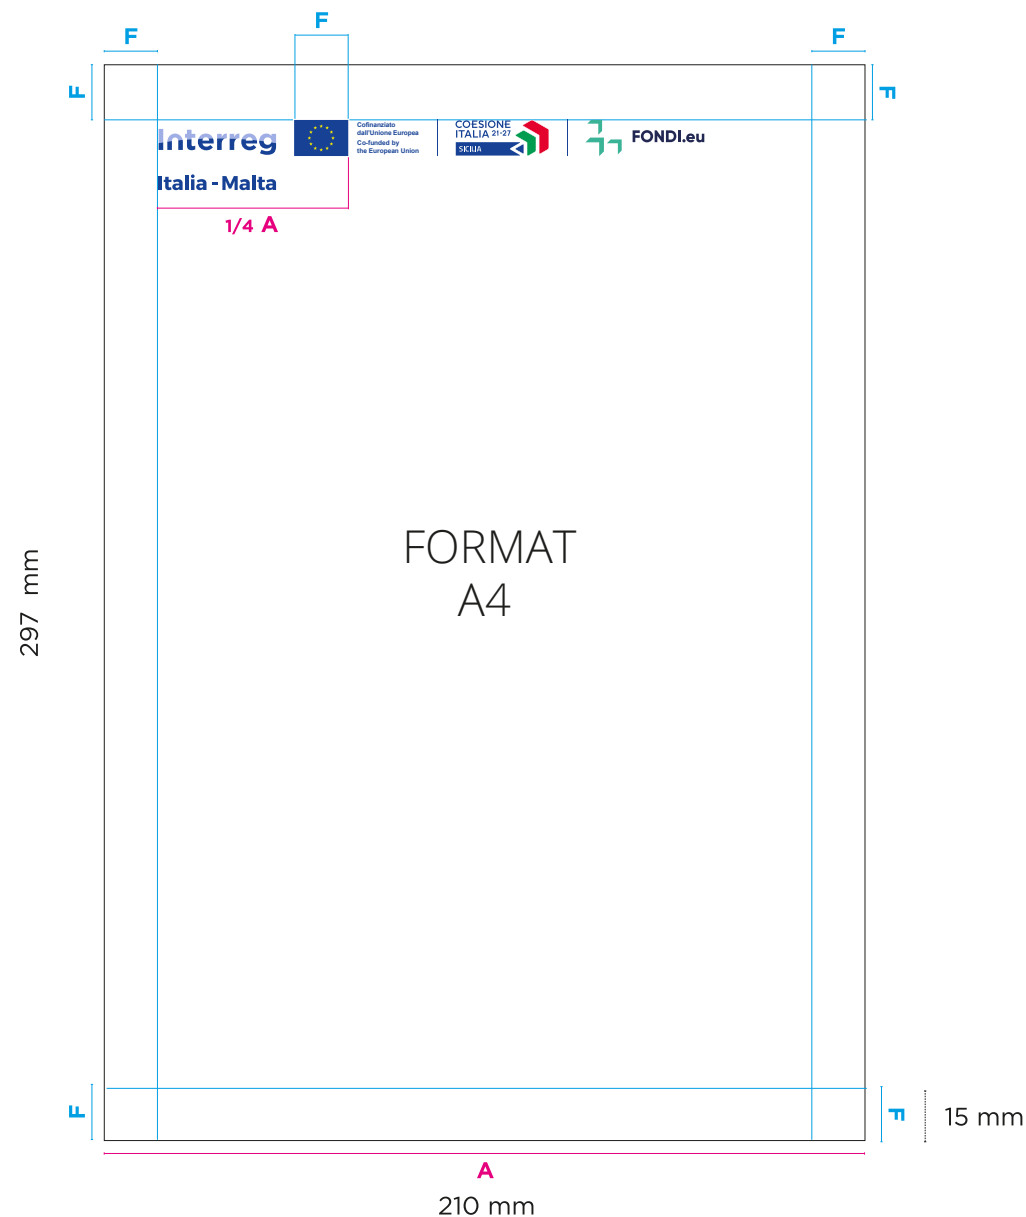 F
F
F
F
F
Interreg
Cofinanziato
dall'Unione Europea
Co-funded by
the European Union
COESIONE
ITALIA 21-27
SICILIA
FONDI.eu
Italia - Malta
1/4 A
FORMAT
A4
297 mm
F
F
15 mm
A
210 mm